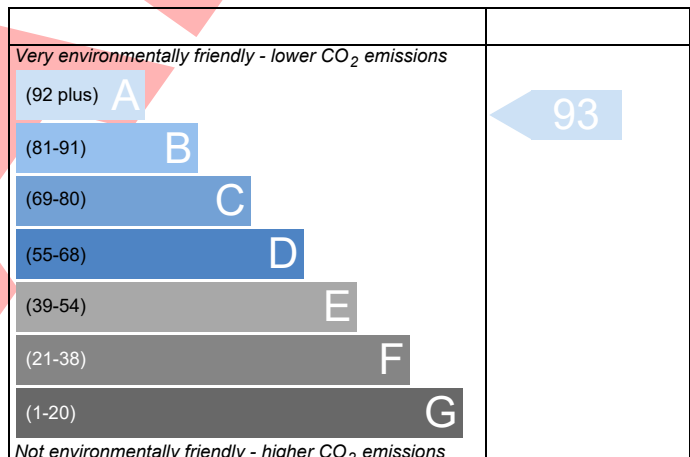 Very environmentally friendly - lower CO₂ emissions
(92 plus) A
93
(81-91) B
(69-80) C
(55-68) D
(39-54) E
(21-38) F
(1-20) G
Not environmentally friendly - higher CO₂ emissions